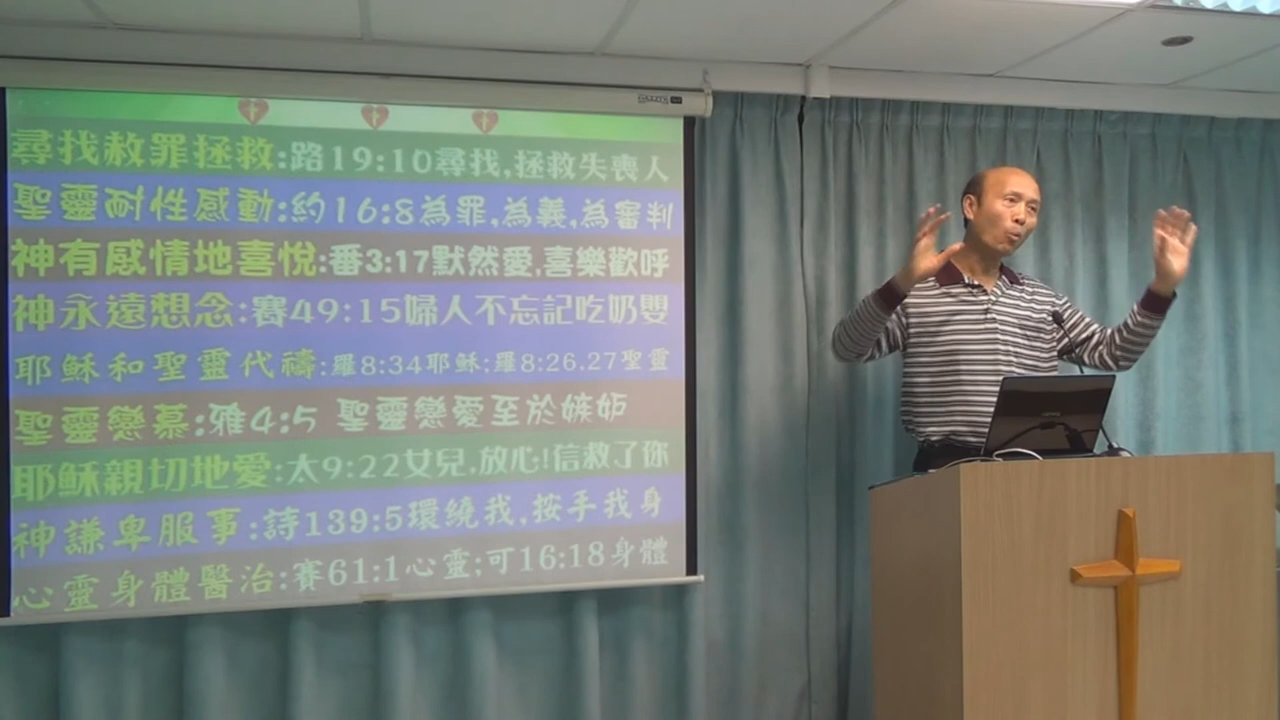 尋找赦罪拯救:路19:10尋找,拯救失喪人
聖靈耐性感動:約16:8為罪,為義,為審判
神有感情地喜悅:番3:17默然愛,喜樂歡呼
神永遠想念:賽49:15婦人不忘記吃奶嬰
耶穌和聖靈代禱:羅8:34耶穌:羅8:26,27聖靈
聖靈戀慕:雅4:5 聖靈戀愛至於嫉妒
耶穌親切地愛:太9:22女兒,放心!信救了你
神謙卑服事:詩139:5環繞我,按手我身
心靈身體醫治:賽61:1心靈;可16:18身體